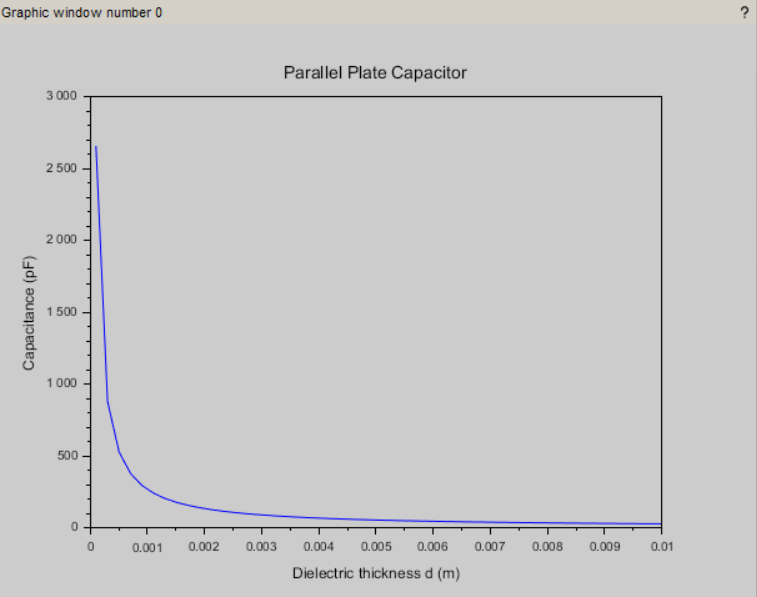 Graphic window number 0 ?
Parallel Plate Capacitor
3 000
2 500
2 000
1 500
1 000
500
0
Capacitance (pF)
0 0.001 0.002 0.003 0.004 0.005 0.006 0.007 0.008 0.009 0.01
Dielectric thickness d (m)